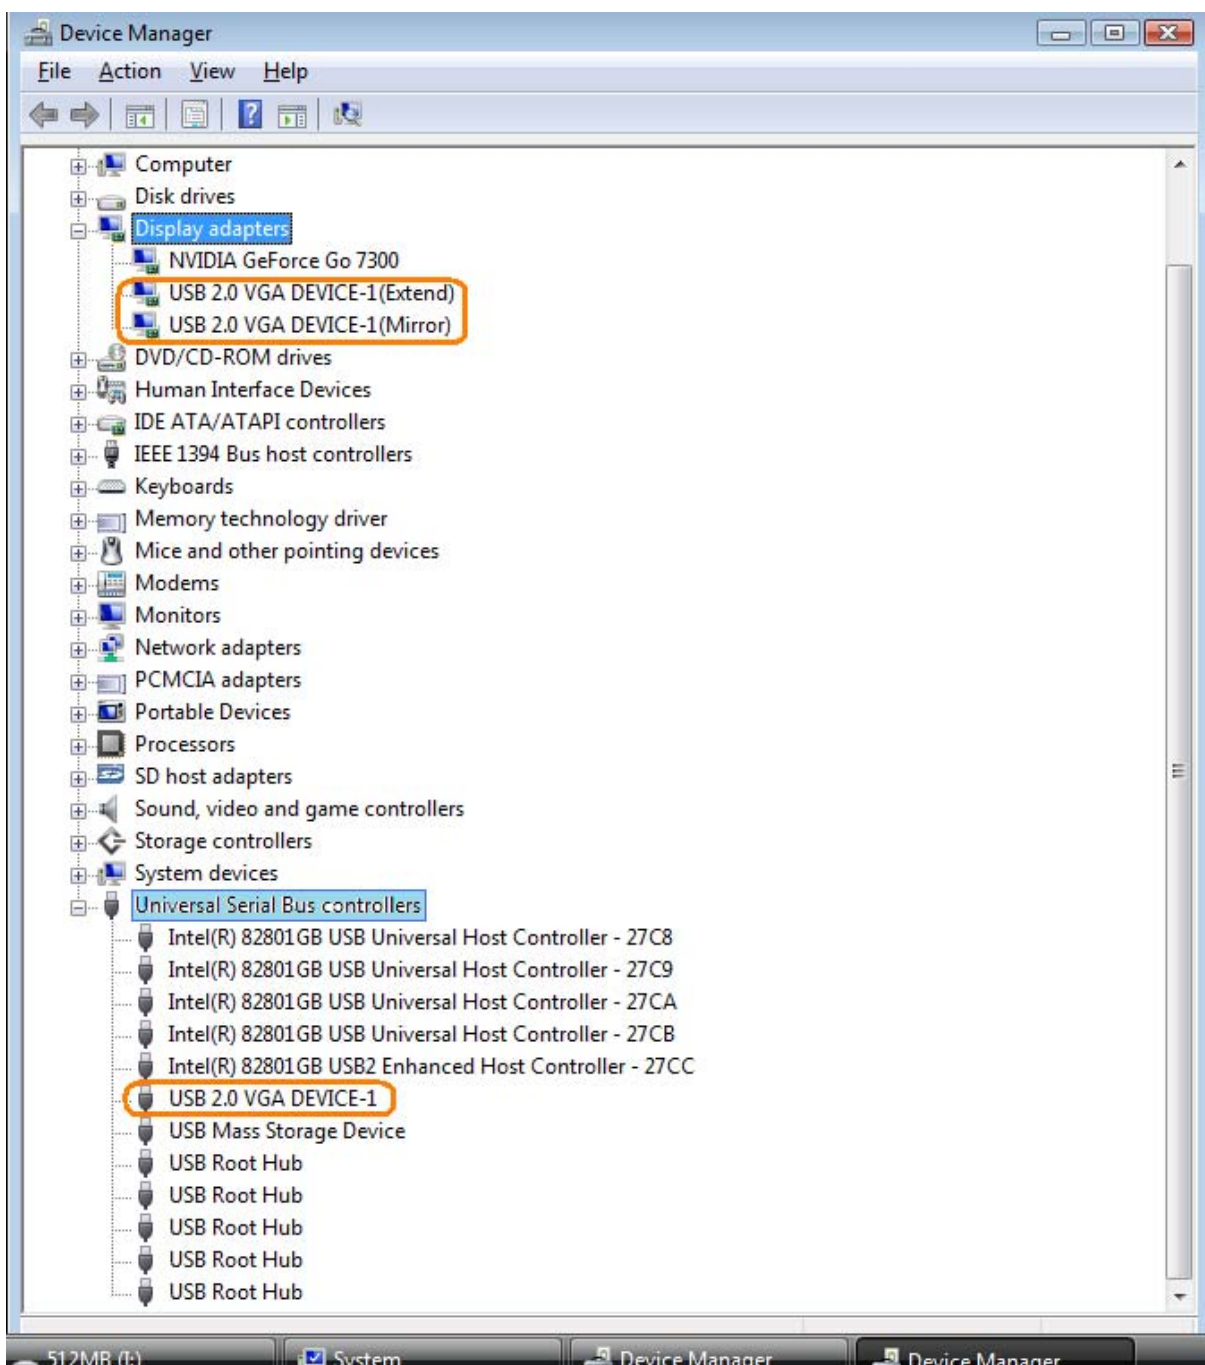 Device Manager
File Action View Help
Computer
Disk drives
Display adapters
NVIDIA GeForce Go 7300
USB 2.0 VGA DEVICE-1(Extend)
USB 2.0 VGA DEVICE-1(Mirror)
DVD/CD-ROM drives
Human Interface Devices
IDE ATA/ATAPI controllers
IEEE 1394 Bus host controllers
Keyboards
Memory technology driver
Mice and other pointing devices
Modems
Monitors
Network adapters
PCMCIA adapters
Portable Devices
Processors
SD host adapters
Sound, video and game controllers
Storage controllers
System devices
Universal Serial Bus controllers
Intel(R) 82801GB USB Universal Host Controller - 27C8
Intel(R) 82801GB USB Universal Host Controller - 27C9
Intel(R) 82801GB USB Universal Host Controller - 27CA
Intel(R) 82801GB USB Universal Host Controller - 27CB
Intel(R) 82801GB USB2 Enhanced Host Controller - 27CC
USB 2.0 VGA DEVICE-1
USB Mass Storage Device
USB Root Hub
USB Root Hub
USB Root Hub
USB Root Hub
USB Root Hub
512MB (I:) System Device Manager Device Manager